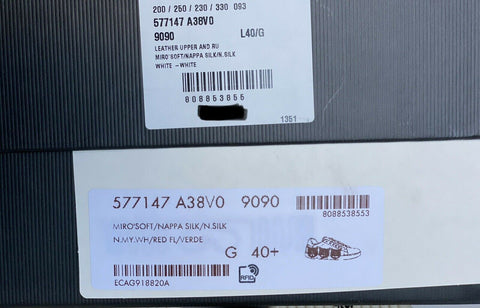 200 / 250 / 230 / 330 093
577147 A38V0
9090 L40/G
LEATHER UPPER AND RU
MIRO'SOFT/NAPPA SILK/N.SILK
WHITE -WHITE
808853855
1351
577147 A38V0 9090
8088538553
MIRO'SOFT/NAPPA SILK/N.SILK
N.MY.WH/RED FL/VERDE
G 40+
RFID
ECAG918820A